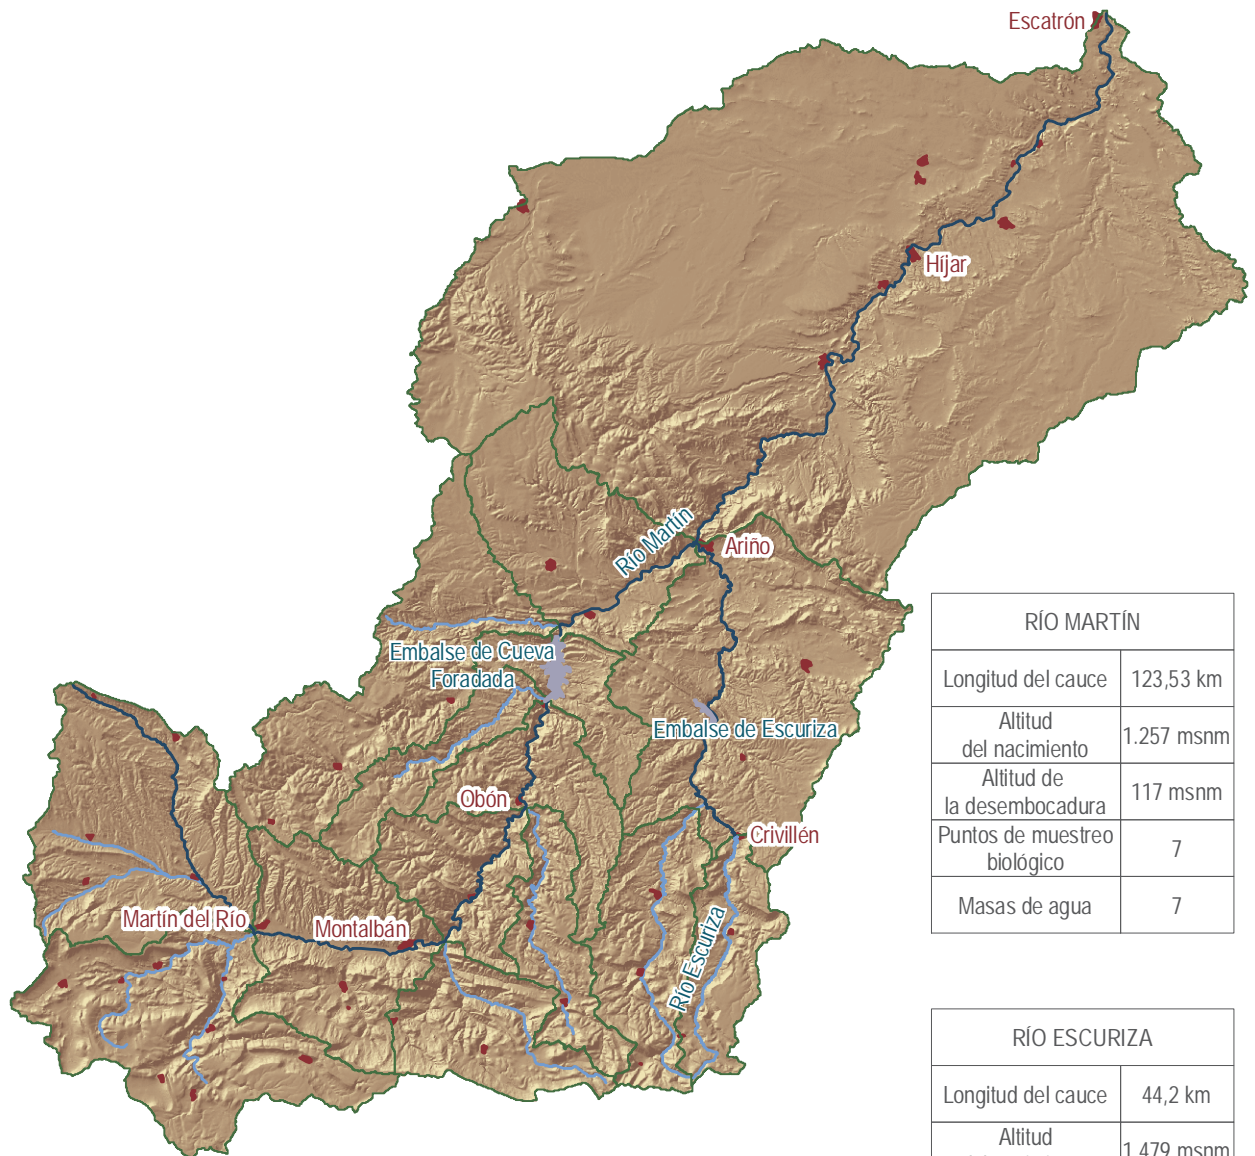 Escatrón
Híjar
Río Martín
Ariño
Embalse de Cueva
Foradada
Embalse de Escuriza
Obón
Crivillén
Martín del Río
Montalbán
Río Escuriza
RÍO MARTÍN
Longitud del cauce 123,53 km
Altitud
del nacimiento 1.257 msnm
Altitud de
la desembocadura 117 msnm
Puntos de muestreo
biológico 7
Masas de agua 7
RÍO ESCURIZA
Longitud del cauce 44,2 km
Altitud
1.479 msnm